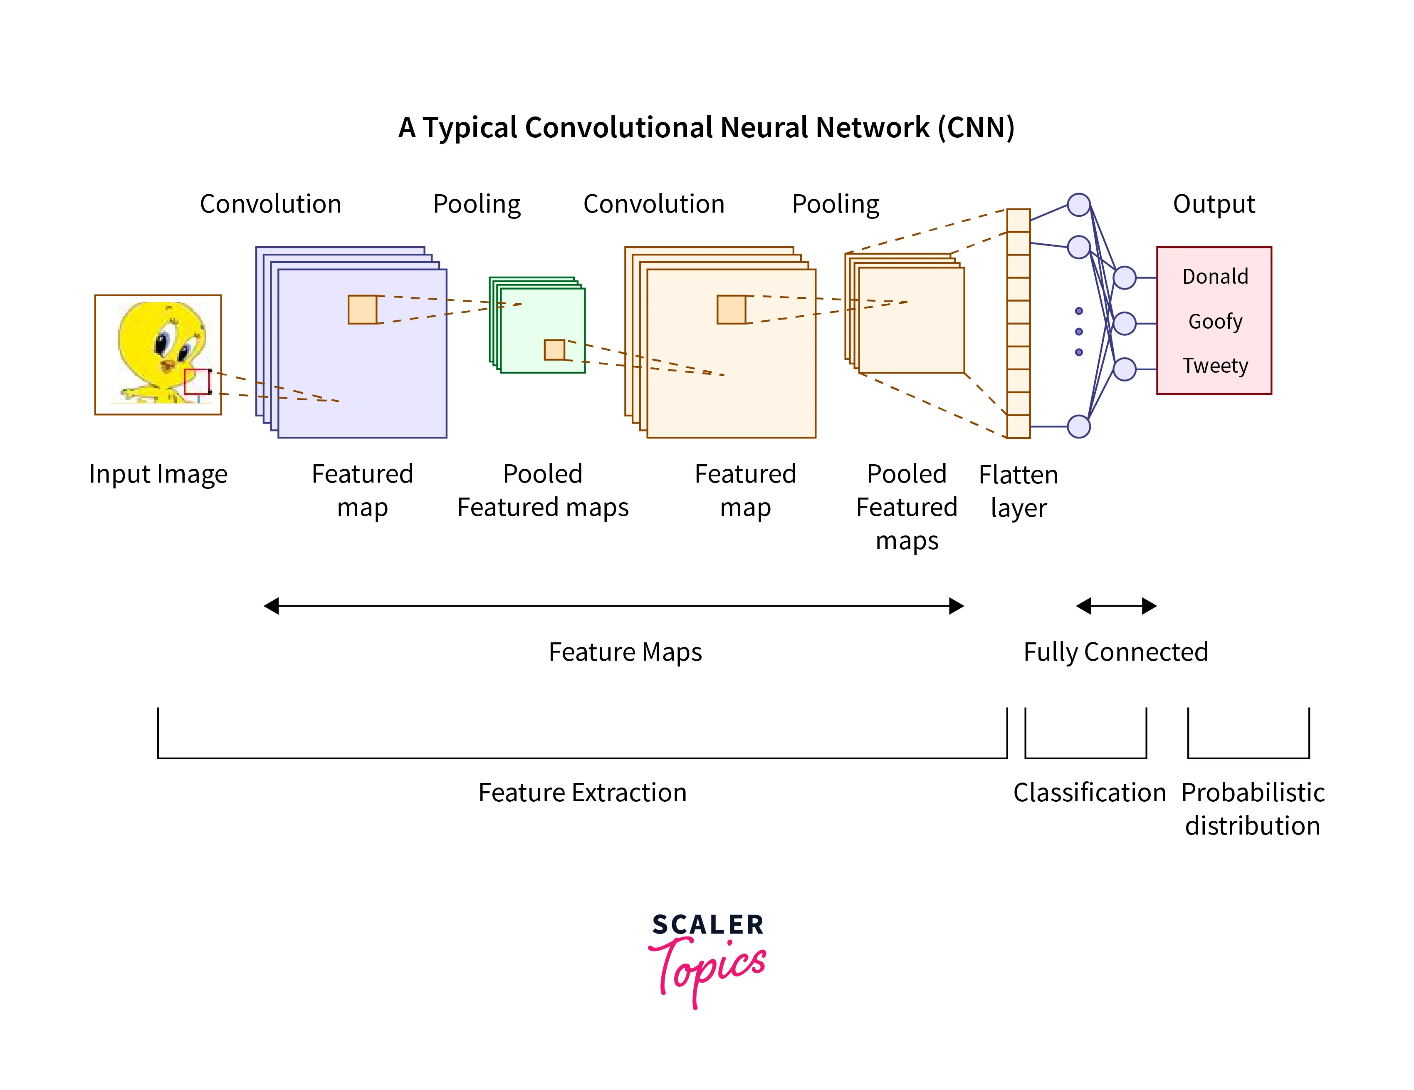 A Typical Convolutional Neural Network (CNN)
Convolution
Pooling
Convolution
Pooling
Output
Donald
Goofy
Tweety
Input Image
Featured
map
Pooled
Featured maps
Featured
map
Pooled
Featured
maps
Flatten
layer
Feature Maps
Fully Connected
Feature Extraction
Classification
Probabilistic
distribution
SCALER
Topics